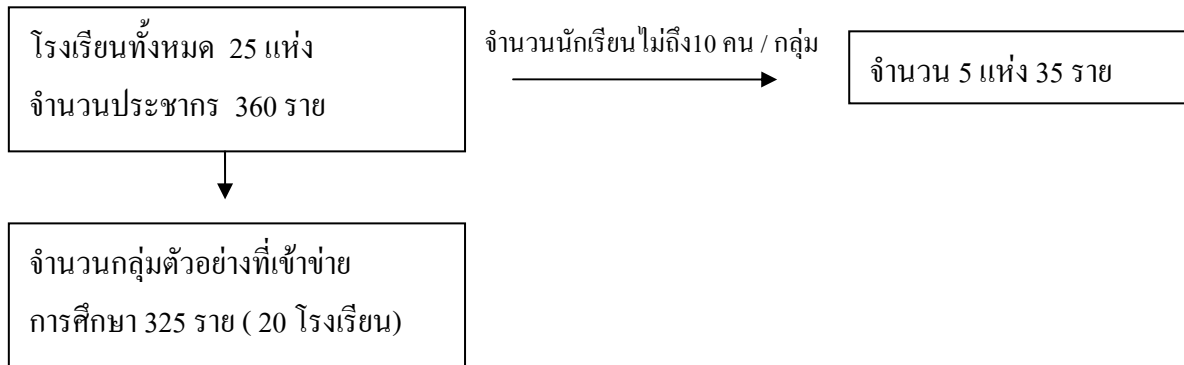 โรงเรียนทั้งหมด 25 แห่ง
จำนวนประชากร 360 ราย
จำนวนนักเรียนไม่ถึง10 คน / กลุ่ม
จำนวน 5 แห่ง 35 ราย
จำนวนกลุ่มตัวอย่างที่เข้าข่าย
การศึกษา 325 ราย ( 20 โรงเรียน)